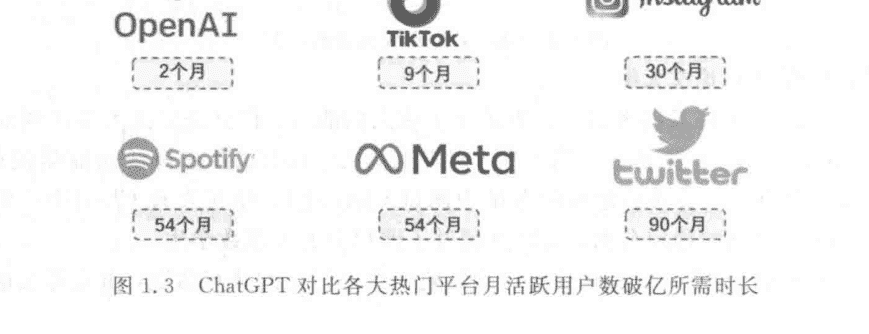 OpenAI
TikTok
Instagram
2个月
9个月
30个月
Spotify
Meta
twitter
54个月
54个月
90个月
图 1.3 ChatGPT 对比各大热门平台月活跃用户数破亿所需时长